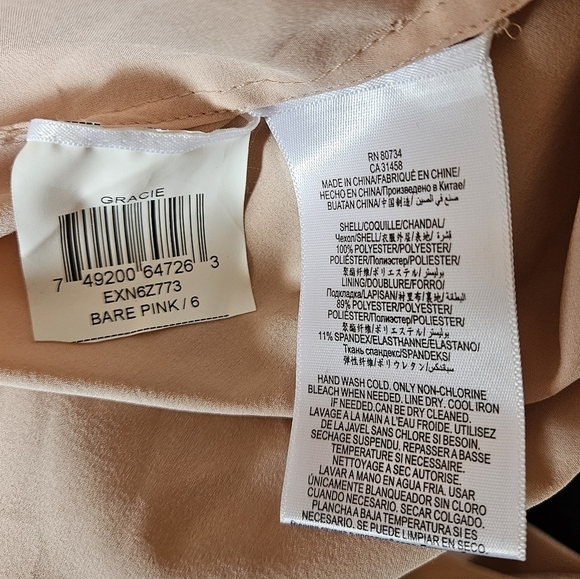 GRACIE
7 49200 64726 3
EXN6Z773
BARE PINK / 6
RN 80734
CA 31458
MADE IN CHINA/FABRIQUÉ EN CHINE/
HECHO EN CHINA/Произведено в Китае/
BUATAN CHINA/中国制造/ صنع في الصين
SHELL/COQUILLE/CHANDAL/
Чехол/SHELL/衣服外层/表地/ قشرة
100% POLYESTER/POLYESTER/
POLIÉSTER/Полиэстер/POLIESTER/
聚酯纤维/ポリエステル/ بوليستر
LINING/DOUBLURE/FORRO/
Подкладка/LAPISAN/衬里布/裏地/ البطانة
89% POLYESTER/POLYESTER/
POLIÉSTER/Полиэстер/POLIESTER/
聚酯纤维/ポリエステル/ بوليستر
11% SPANDEX/ELASTHANNE/ELASTANO/
Ткань спандекс/SPANDEKS/
弹性纤维/ポリウレタン/ سباندكس
HAND WASH COLD. ONLY NON-CHLORINE
BLEACH WHEN NEEDED. LINE DRY. COOL IRON
IF NEEDED.CAN BE DRY CLEANED.
LAVAGE A LA MAIN A L'EAU FROIDE. UTILISEZ
DE LA JAVEL SANS CHLORE SI BESOIN.
SECHAGE SUSPENDU. REPASSER A BASSE
TEMPERATURE SI NECESSAIRE.
NETTOYAGE A SEC AUTORISE.
LAVAR A MANO EN AGUA FRIA. USAR
ÚNICAMENTE BLANQUEADOR SIN CLORO
CUANDO NECESARIO. SECAR COLGADO.
PLANCHA A BAJA TEMPERATURA SI ES
NECESARIO. SE PUEDE LIMPIAR EN SECO.